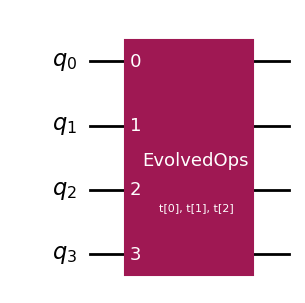 q0 0
q1 1
EvolvedOps
q2 2
t[0], t[1], t[2]
q3 3